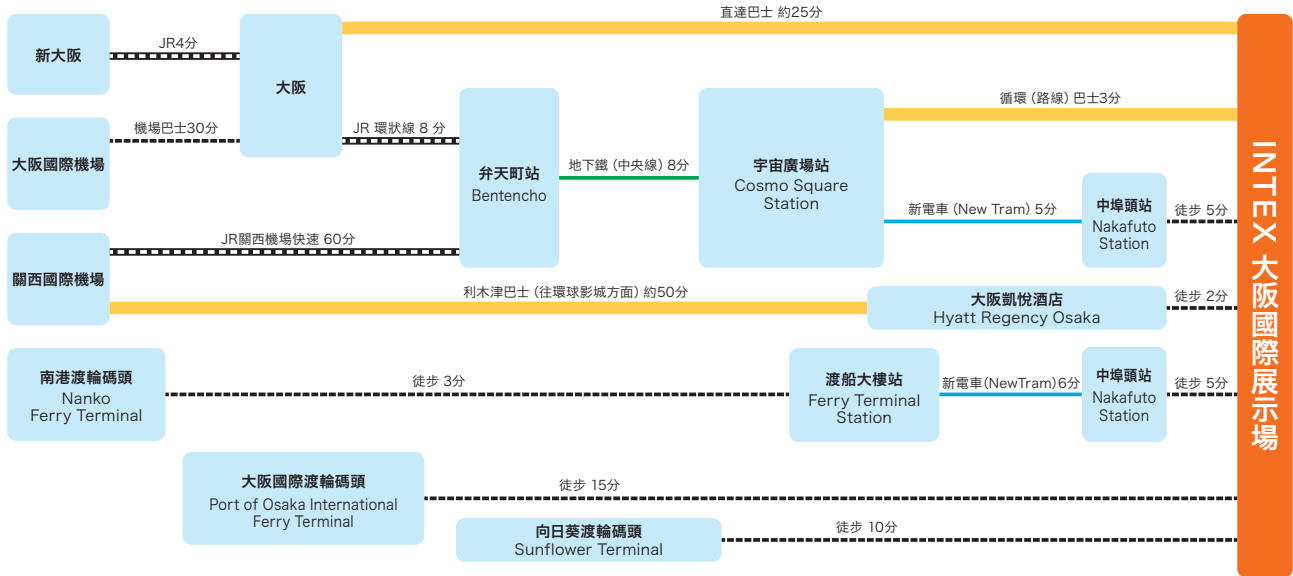 直達巴士 約25分
新大阪
JR4分
大阪
循環（路線）巴士3分
大阪國際機場
機場巴士30分
JR 環狀線 8 分
弁天町站
Bentencho
地下鐵（中央線）8分
宇宙廣場站
Cosmo Square
Station
新電車（New Tram）5分
中埠頭站
Nakafuto
Station
徒步 5分
關西國際機場
JR關西機場快速 60分
利木津巴士（往環球影城方面）約50分
大阪凱悅酒店
Hyatt Regency Osaka
徒步 2分
南港渡輪碼頭
Nanko
Ferry Terminal
徒步 3分
渡船大樓站
Ferry Terminal
Station
新電車(NewTram)6分
中埠頭站
Nakafuto
Station
徒步 5分
大阪國際渡輪碼頭
Port of Osaka International
Ferry Terminal
徒步 15分
向日葵渡輪碼頭
Sunflower Terminal
徒步 10分
INTEX 大阪國際展示場